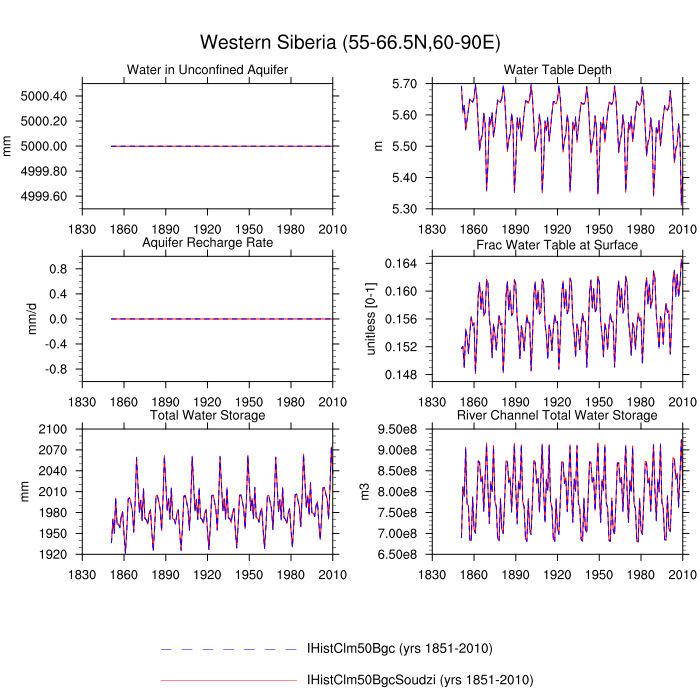 Western Siberia (55-66.5N,60-90E)
Water in Unconfined Aquifer
5000.40
5000.20
5000.00
4999.80
4999.60
mm
1830 1860 1890 1920 1950 1980 2010
Water Table Depth
5.70
5.60
5.50
5.40
5.30
m
1830 1860 1890 1920 1950 1980 2010
Aquifer Recharge Rate
0.8
0.4
0.0
-0.4
-0.8
mm/d
1830 1860 1890 1920 1950 1980 2010
Frac Water Table at Surface
0.164
0.160
0.156
0.152
0.148
unitless [0-1]
1830 1860 1890 1920 1950 1980 2010
Total Water Storage
2100
2070
2040
2010
1980
1950
1920
mm
1830 1860 1890 1920 1950 1980 2010
River Channel Total Water Storage
9.50e8
9.00e8
8.50e8
8.00e8
7.50e8
7.00e8
6.50e8
m3
1830 1860 1890 1920 1950 1980 2010
IHistClm50Bgc (yrs 1851-2010)
IHistClm50BgcSoudzi (yrs 1851-2010)